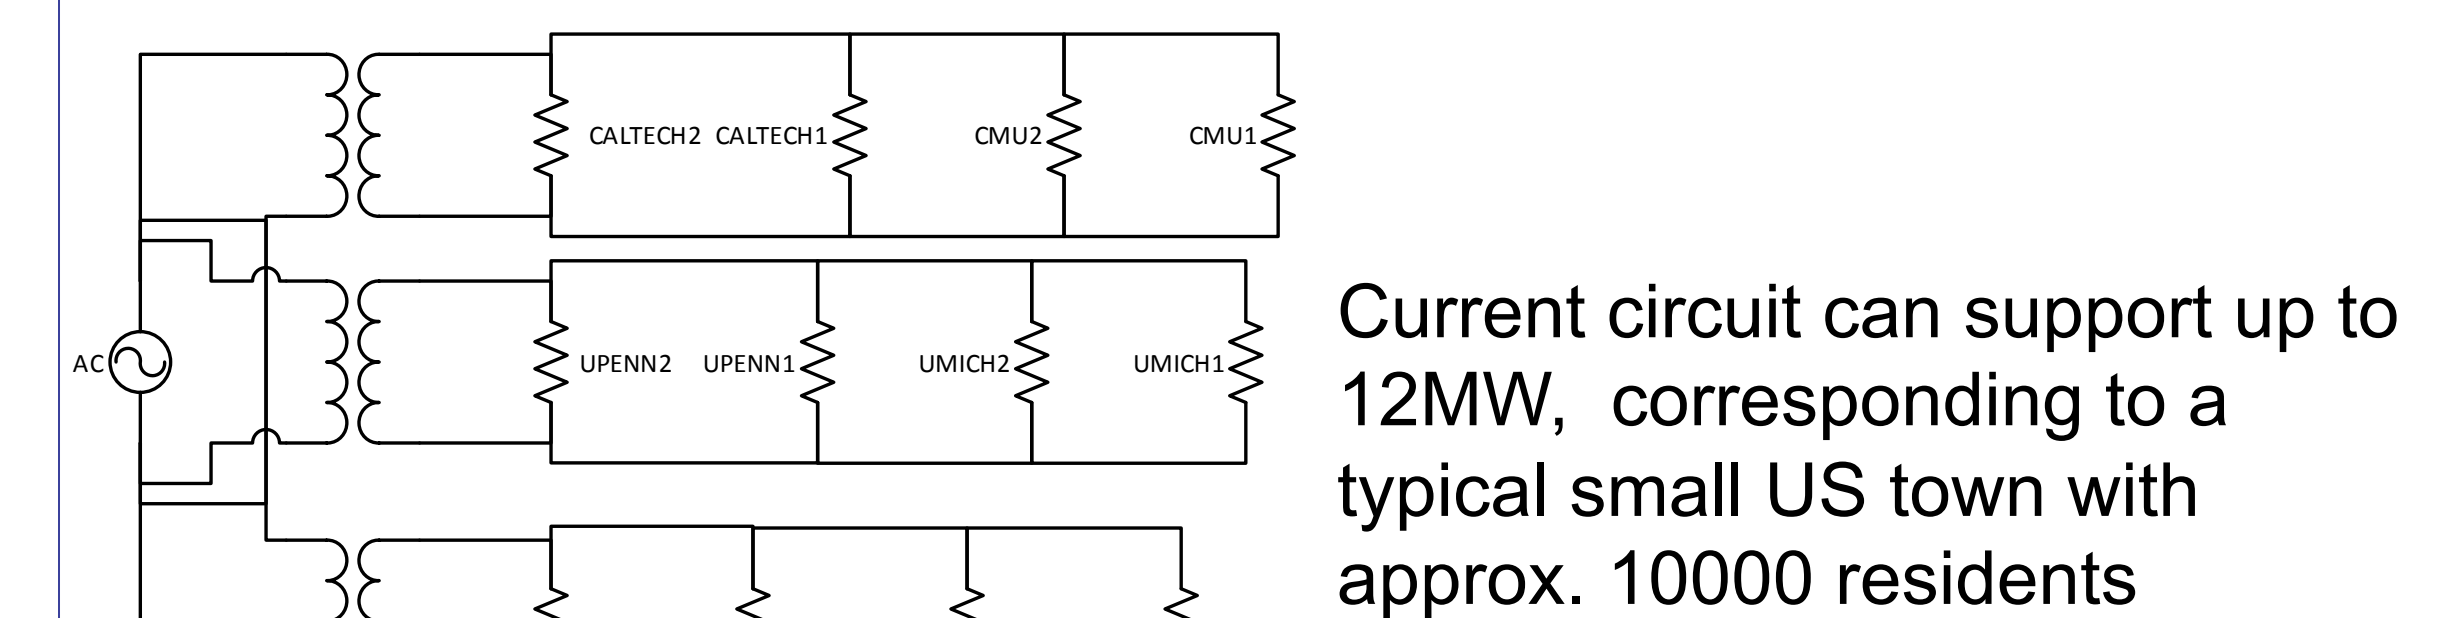 CALTECH2 CALTECH1 CMU2 CMU1
AC UPENN2 UPENN1 UMICH2 UMICH1
Current circuit can support up to
12MW,  corresponding to a
typical small US town with
approx. 10000 residents